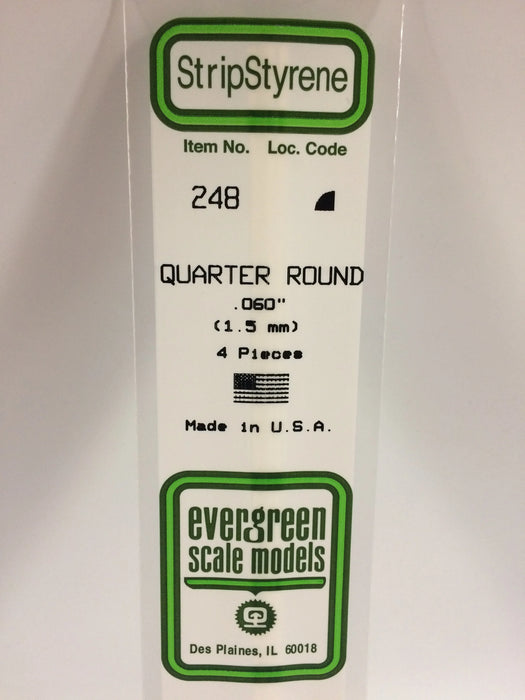 StripStyrene
Item No. Loc. Code
248
QUARTER ROUND
.060"
(1.5 mm)
4 Pieces
Made in U.S.A.
evergreen
scale models
Des Plaines, IL 60018